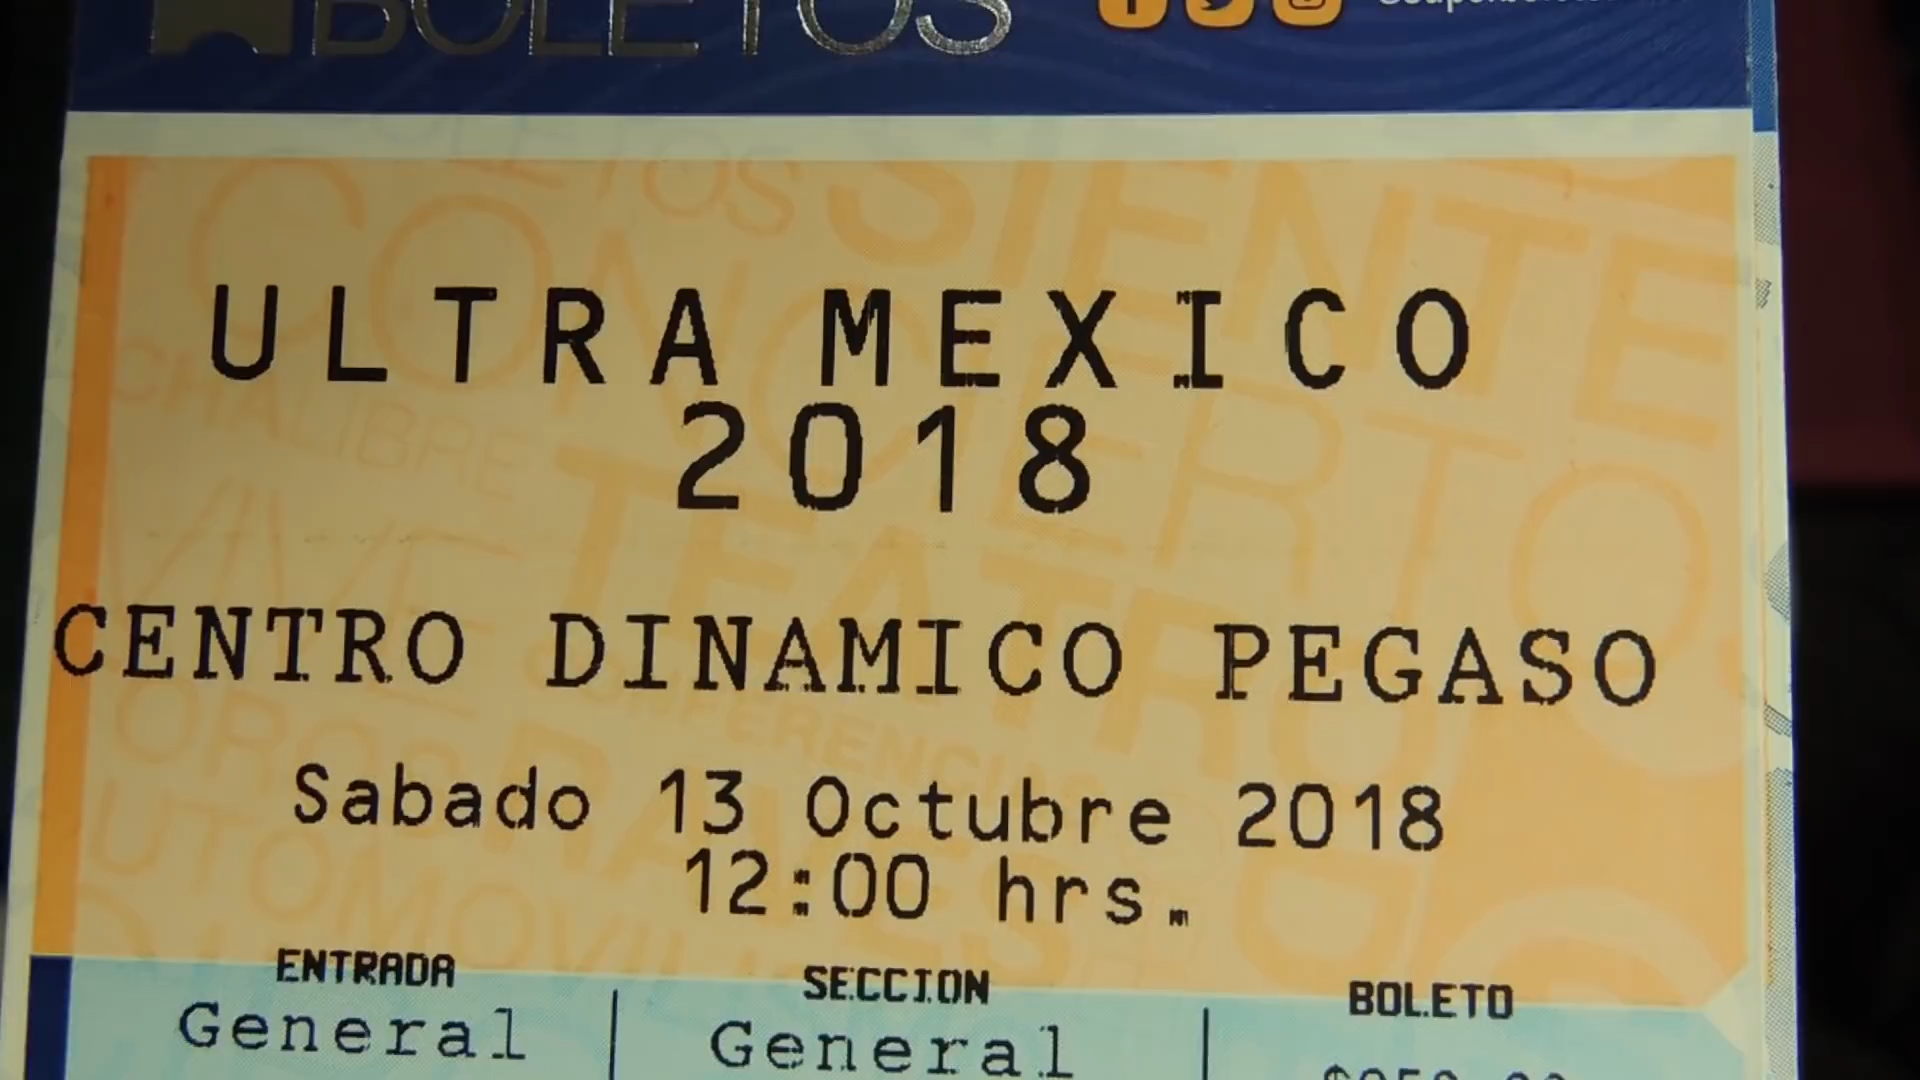 BOLETOS
ULTRA MEXICO
2018
CENTRO DINAMICO PEGASO
Sabado 13 Octubre 2018
12:00 hrs.
ENTRADA SECCION BOLETO
General General